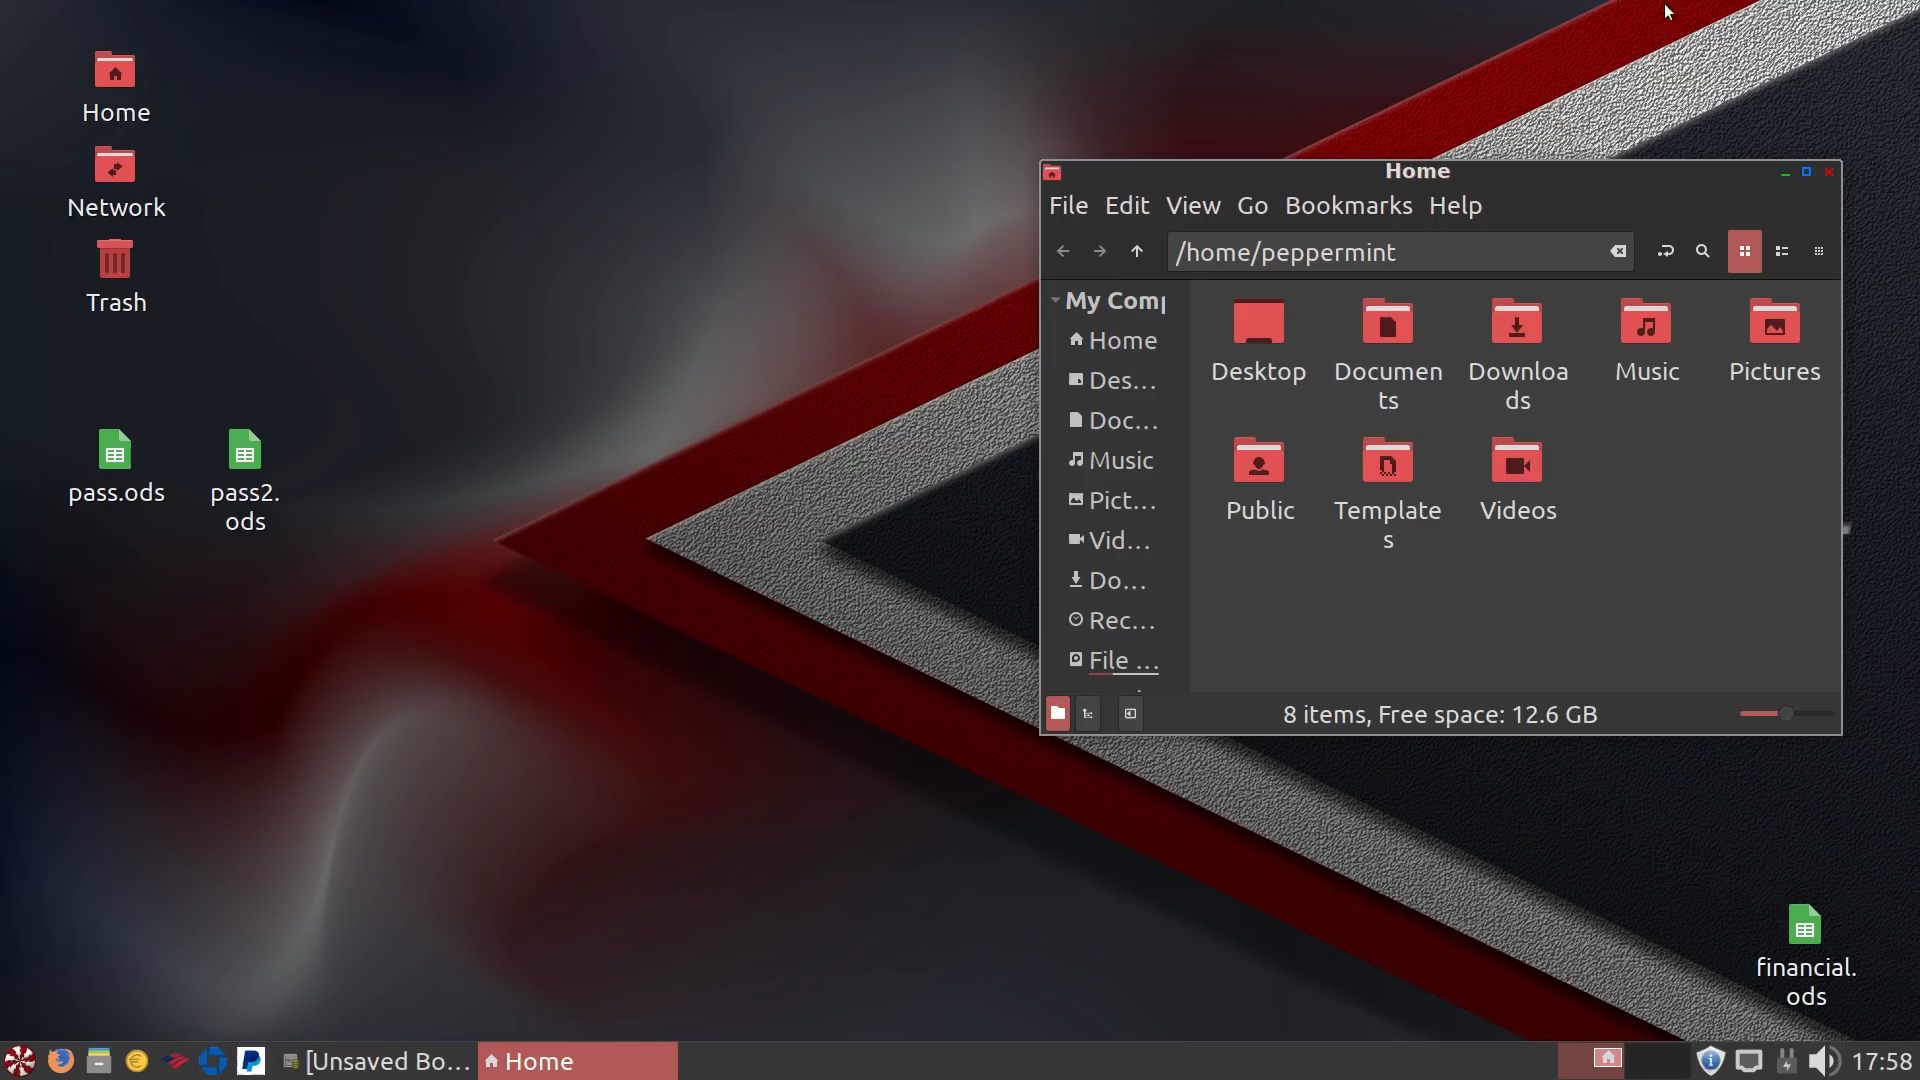 Home
Network
Trash
pass.ods
pass2.
ods
Home
File Edit View Go Bookmarks Help
/home/peppermint
My Comp
Home
Des...
Doc...
Music
Pict...
Vid...
Do...
Rec...
File ...
Desktop
Documen
ts
Downloa
ds
Music
Pictures
Public
Template
s
Videos
8 items, Free space: 12.6 GB
financial.
ods
[Unsaved Bo...
Home
17:58